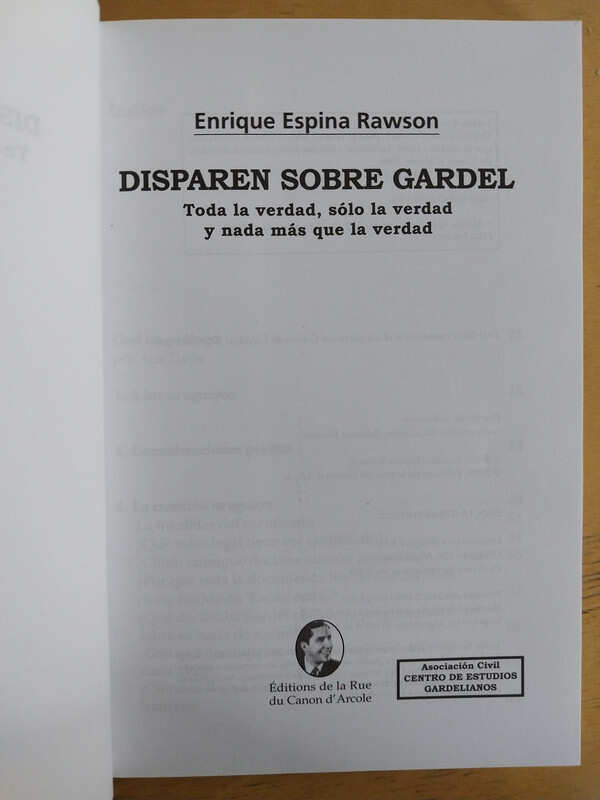 Enrique Espina Rawson
DISPAREN SOBRE GARDEL
Toda la verdad, sólo la verdad
y nada más que la verdad
Éditions de la Rue
du Canon d'Arcole
Asociación Civil
CENTRO DE ESTUDIOS
GARDELIANOS